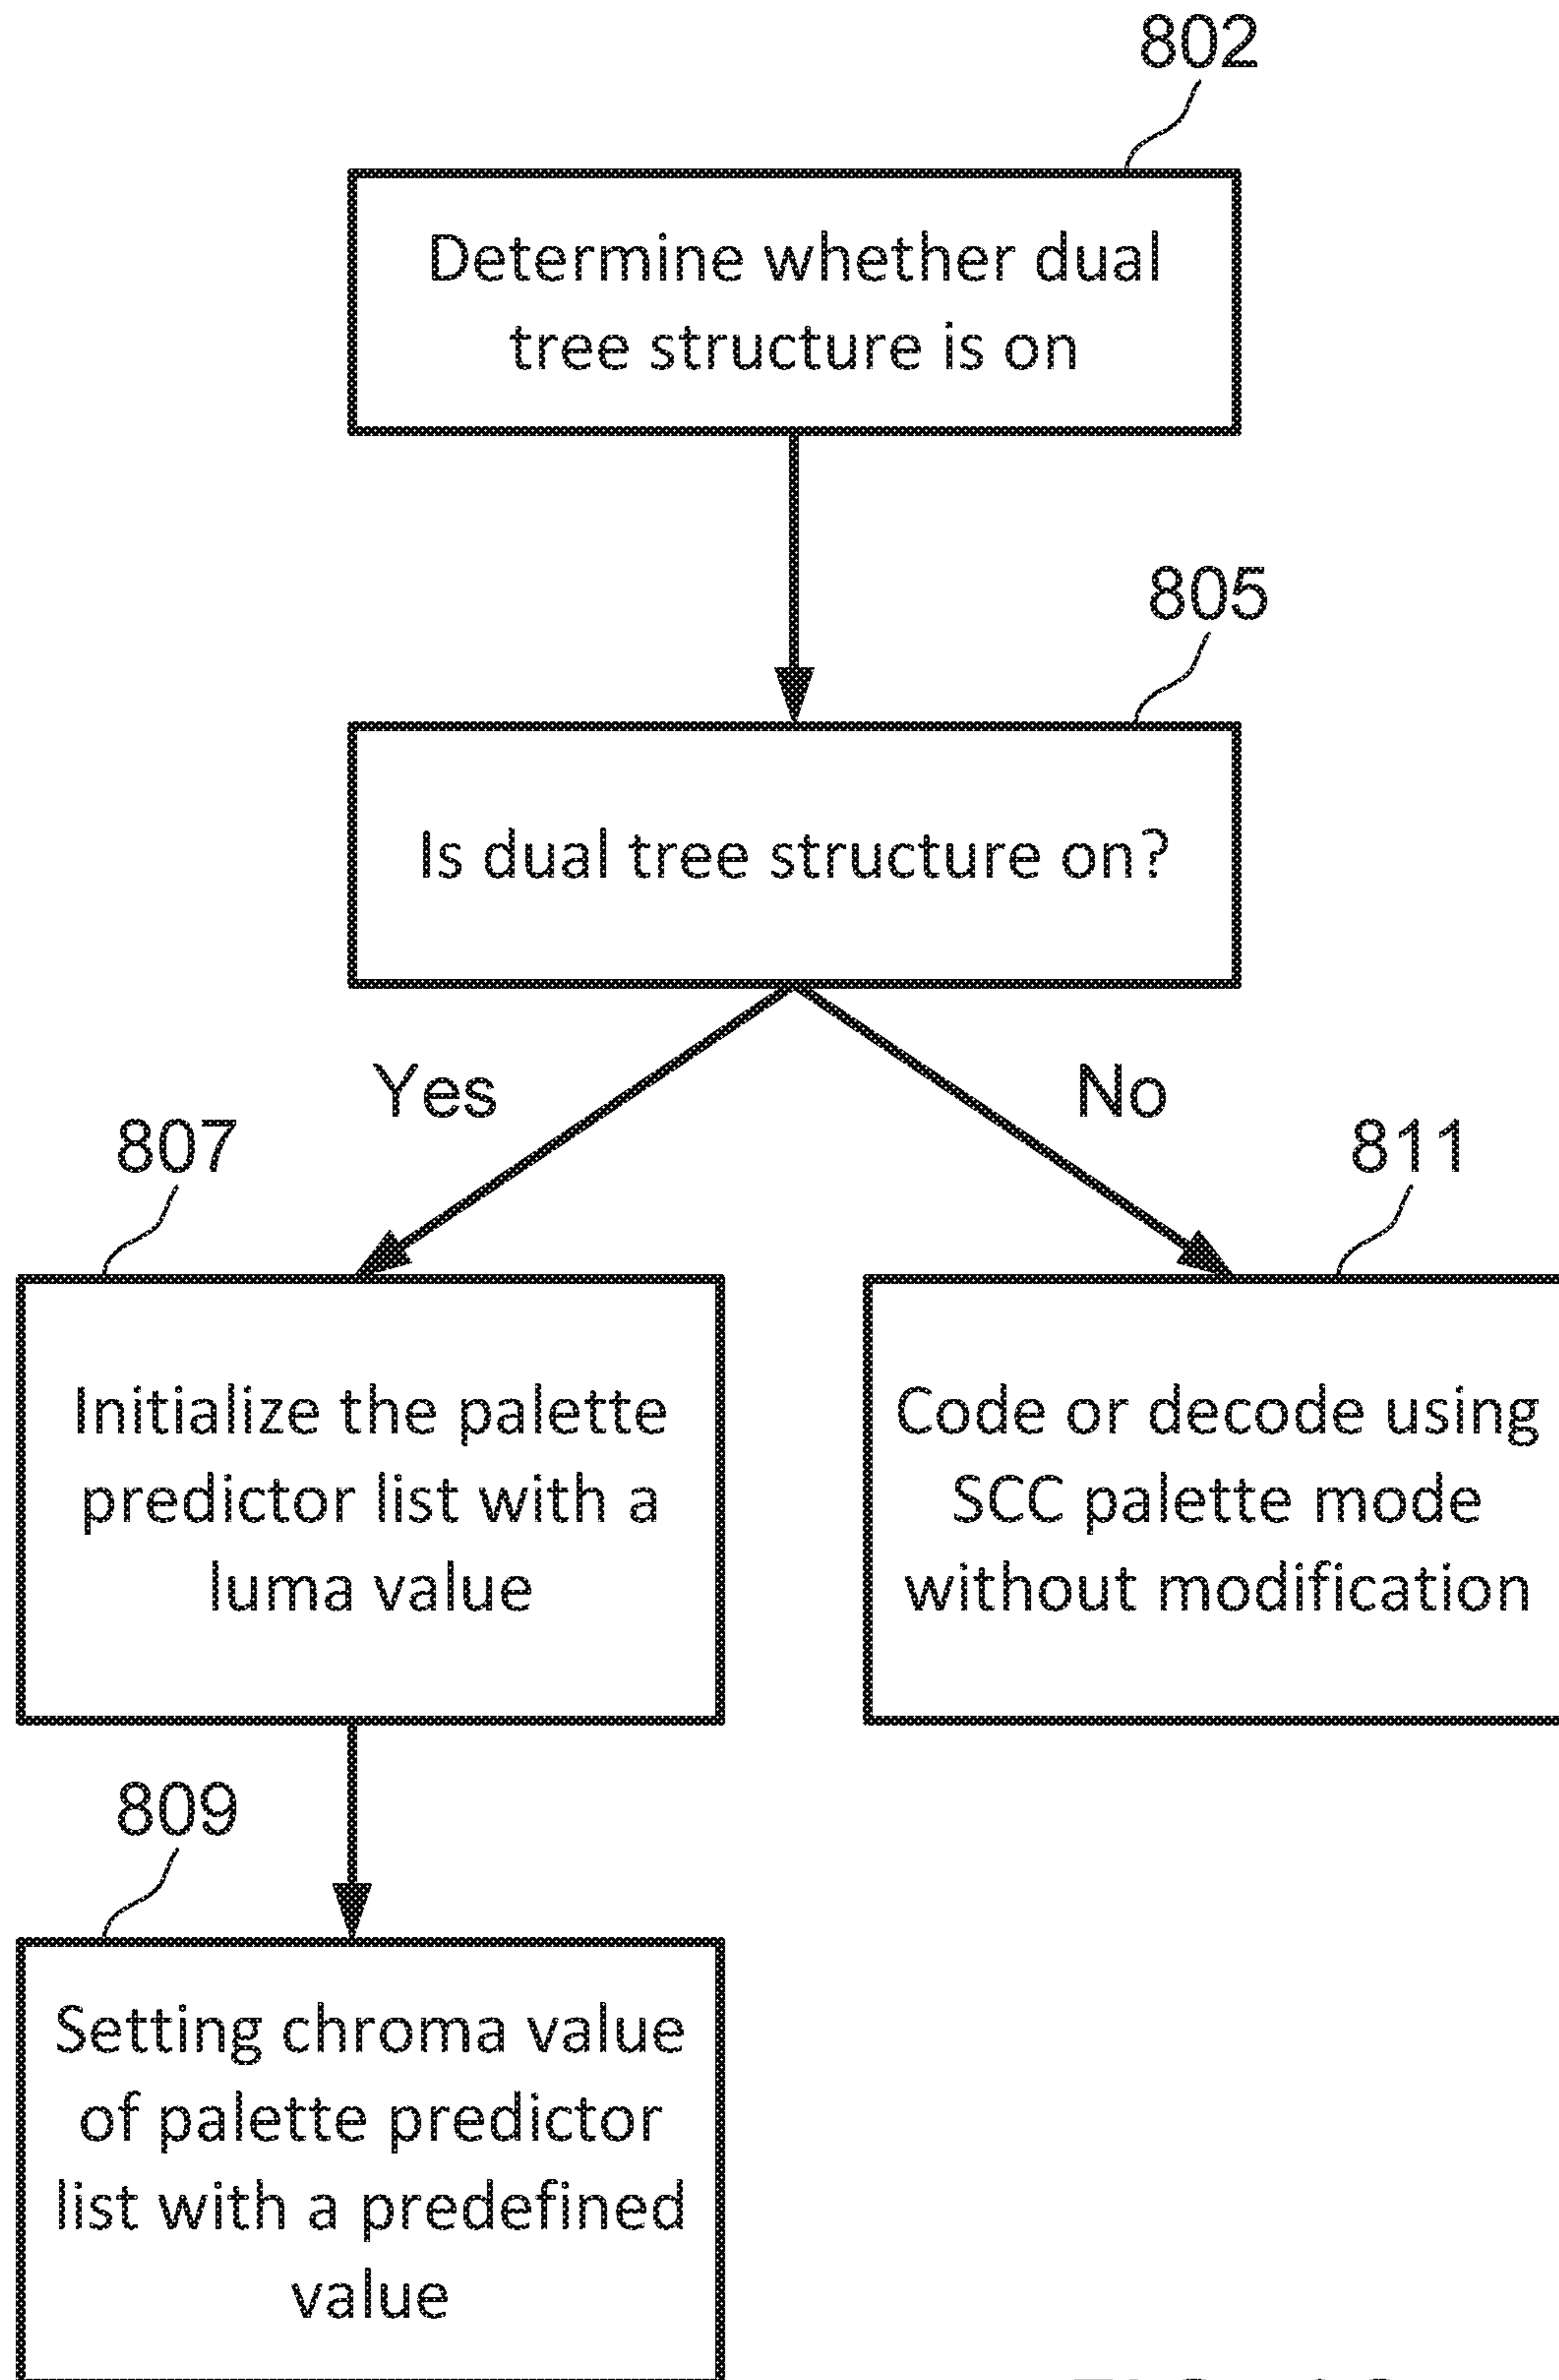 802
Determine whether dual
tree structure is on
805
Is dual tree structure on?
Yes
No
807
811
Initialize the palette
predictor list with a
luma value
Code or decode using
SCC palette mode
without modification
809
Setting chroma value
of palette predictor
list with a predefined
value